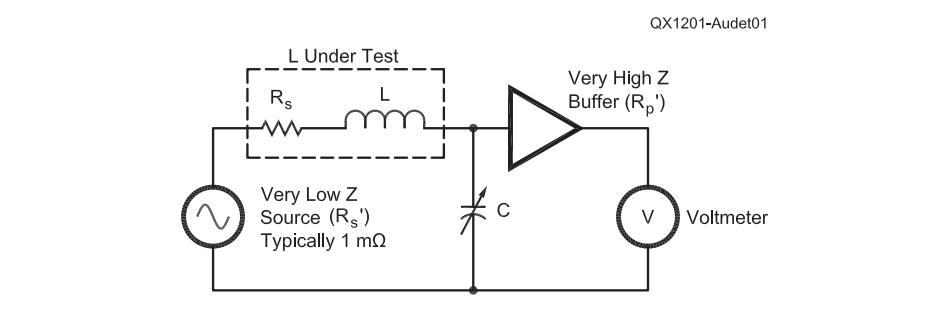 QX1201-Audet01
L Under Test
Rs
L
Very High Z
Buffer (Rp')
Very Low Z
Source (Rs')
Typically 1 mΩ
C
V
Voltmeter